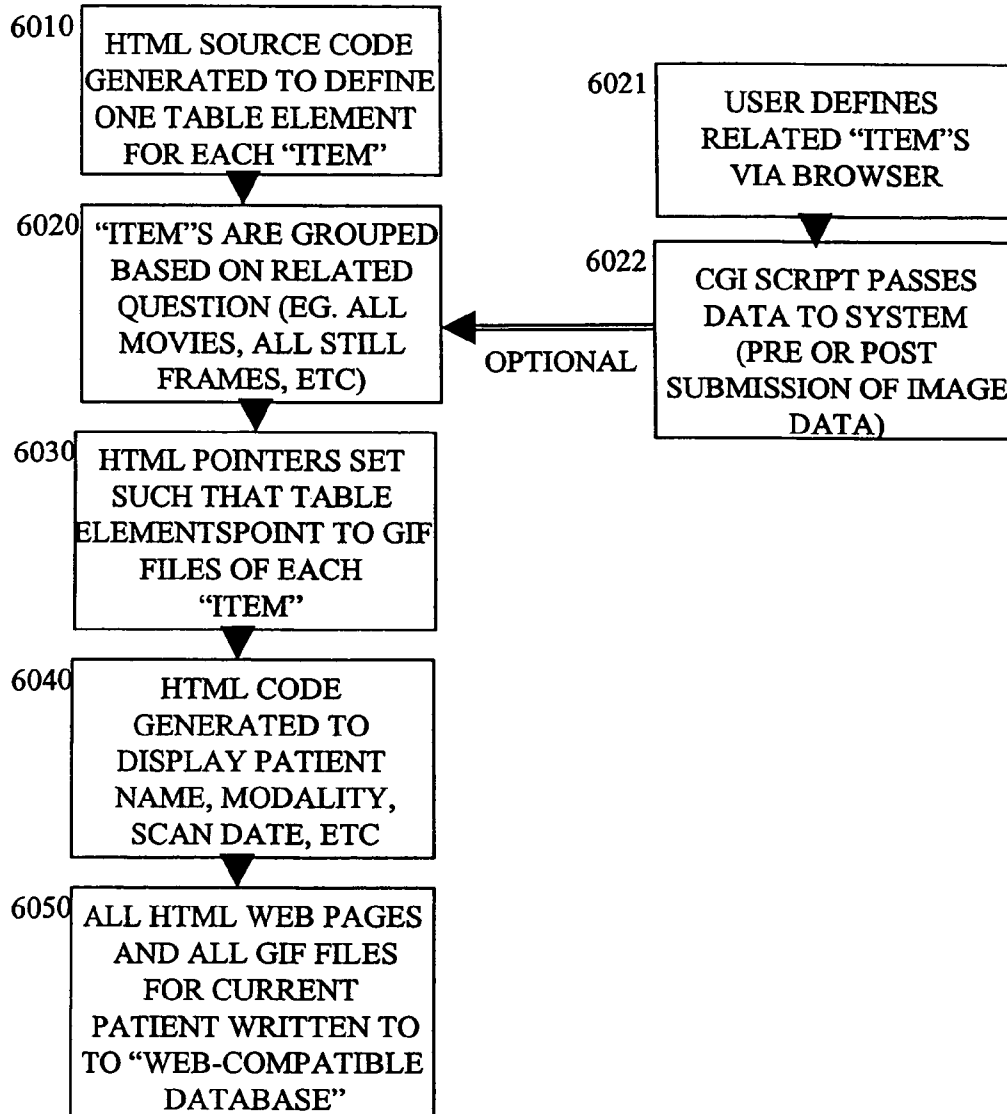 6010
HTML SOURCE CODE
GENERATED TO DEFINE
ONE TABLE ELEMENT
FOR EACH “ITEM”
6020
“ITEM”S ARE GROUPED
BASED ON RELATED
QUESTION (EG. ALL
MOVIES, ALL STILL
FRAMES, ETC)
6021
USER DEFINES
RELATED “ITEM”S
VIA BROWSER
6022
CGI SCRIPT PASSES
DATA TO SYSTEM
(PRE OR POST
SUBMISSION OF IMAGE
DATA)
OPTIONAL
6030
HTML POINTERS SET
SUCH THAT TABLE
ELEMENTSPOINT TO GIF
FILES OF EACH
“ITEM”
6040
HTML CODE
GENERATED TO
DISPLAY PATIENT
NAME, MODALITY,
SCAN DATE, ETC
6050
ALL HTML WEB PAGES
AND ALL GIF FILES
FOR CURRENT
PATIENT WRITTEN TO
TO “WEB-COMPATIBLE
DATABASE”